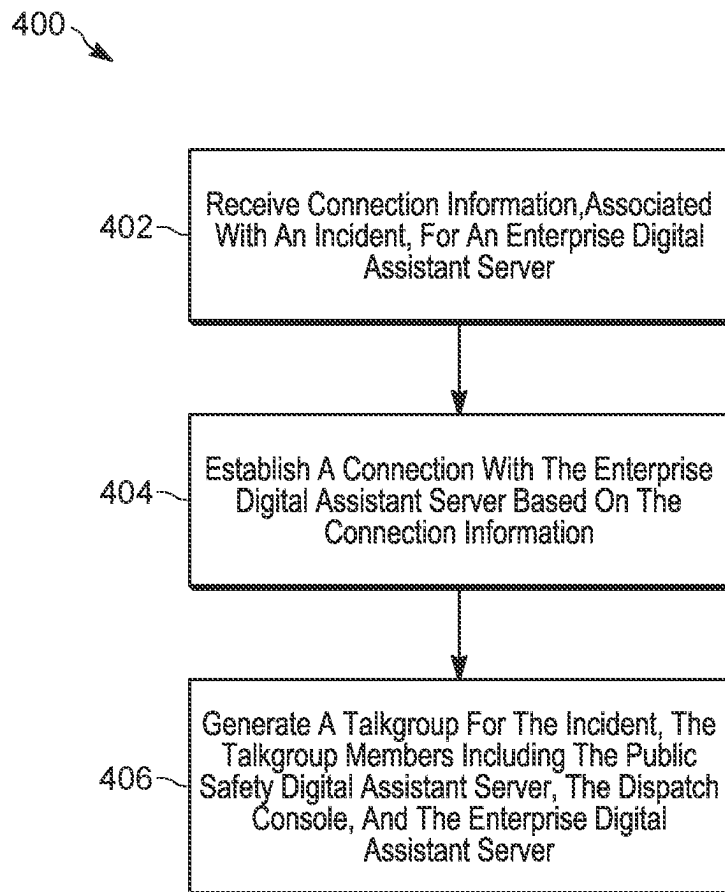 400
Receive Connection Information,Associated
With An Incident, For An Enterprise Digital
Assistant Server
402
Establish A Connection With The Enterprise
Digital Assistant Server Based On The
Connection Information
404
Generate A Talkgroup For The Incident, The
Talkgroup Members Including The Public
Safety Digital Assistant Server, The Dispatch
Console, And The Enterprise Digital
Assistant Server
406